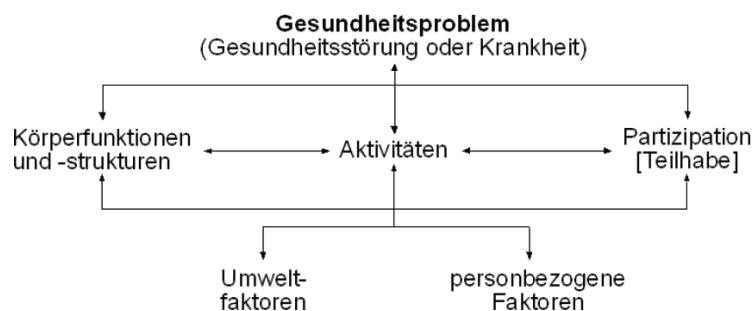 Gesundheitsproblem
(Gesundheitsstörung oder Krankheit)
Körperfunktionen
und -strukturen
Aktivitäten
Partizipation
[Teilhabe]
Umwelt-
faktoren
personbezogene
Faktoren